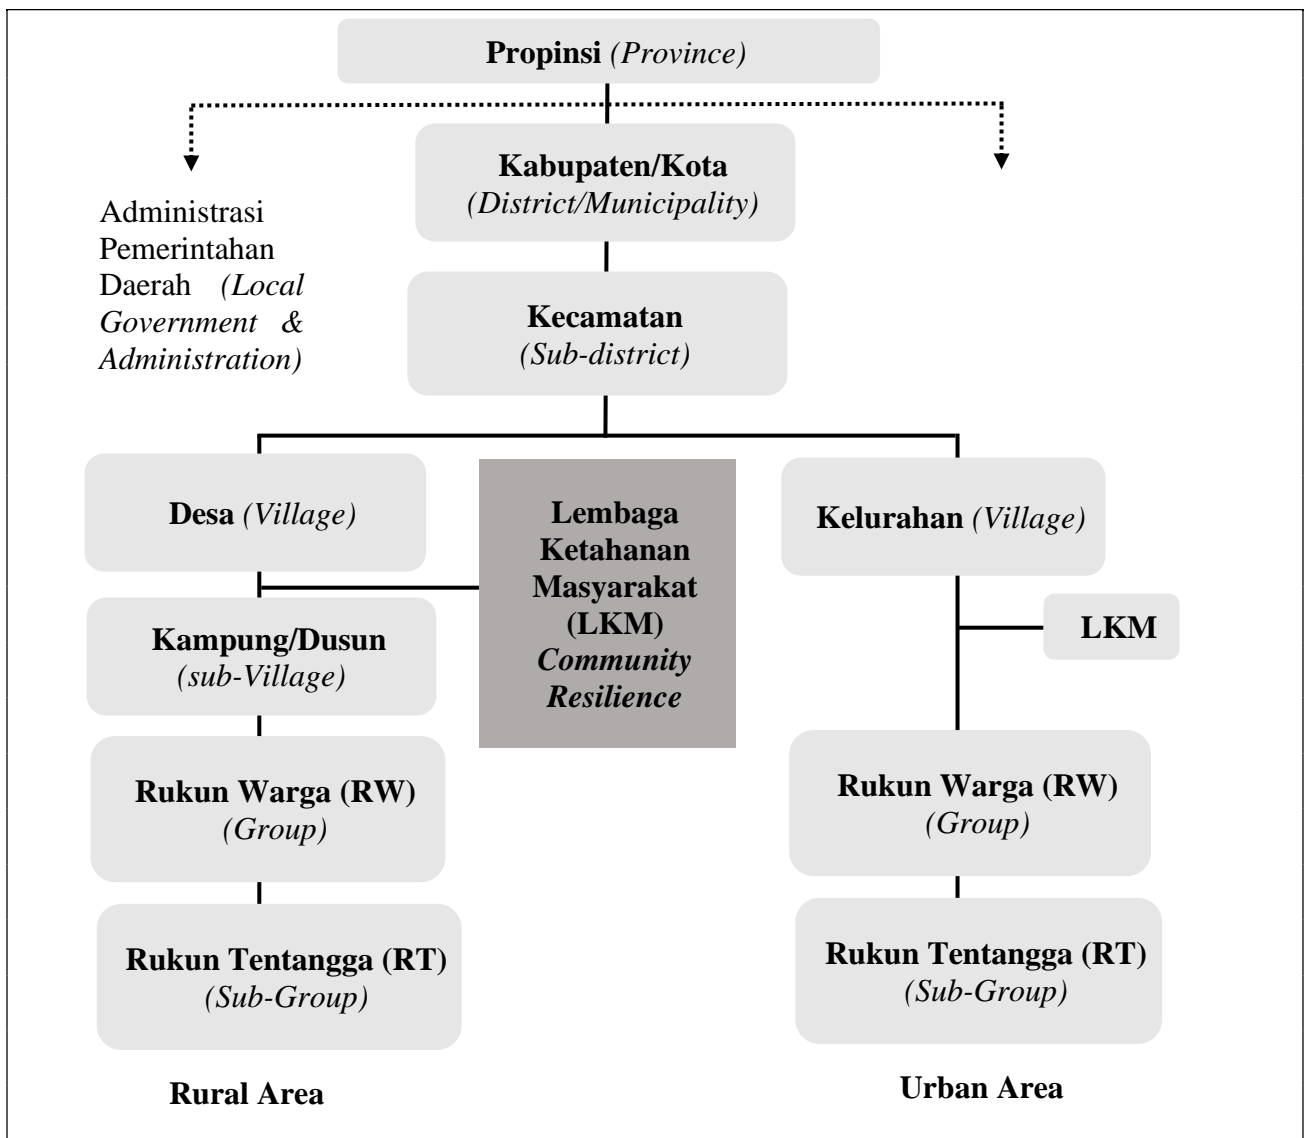 Propinsi (Province)
Kabupaten/Kota
(District/Municipality)
Administrasi
Pemerintahan
Daerah (Local
Government &
Administration)
Kecamatan
(Sub-district)
Desa (Village)
Lembaga
Ketahanan
Masyarakat
(LKM)
Community
Resilience
Kelurahan (Village)
Kampung/Dusun
(sub-Village)
LKM
Rukun Warga (RW)
(Group)
Rukun Warga (RW)
(Group)
Rukun Tentangga (RT)
(Sub-Group)
Rukun Tentangga (RT)
(Sub-Group)
Rural Area
Urban Area